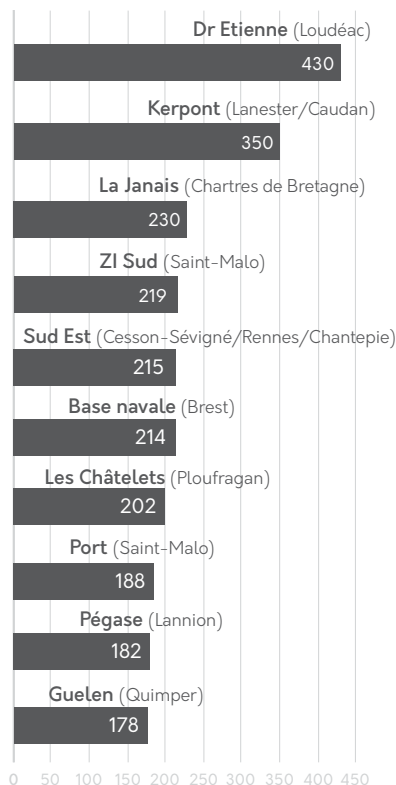 Dr Etienne (Loudéac)
430
Kerpont (Lanester/Caudan)
350
La Janais (Chartres de Bretagne)
230
ZI Sud (Saint-Malo)
219
Sud Est (Cesson-Sévigné/Rennes/Chantepie)
215
Base navale (Brest)
214
Les Châtelets (Ploufragan)
202
Port (Saint-Malo)
188
Pégase (Lannion)
182
Guelen (Quimper)
178
0 50 100 150 200 250 300 350 400 450